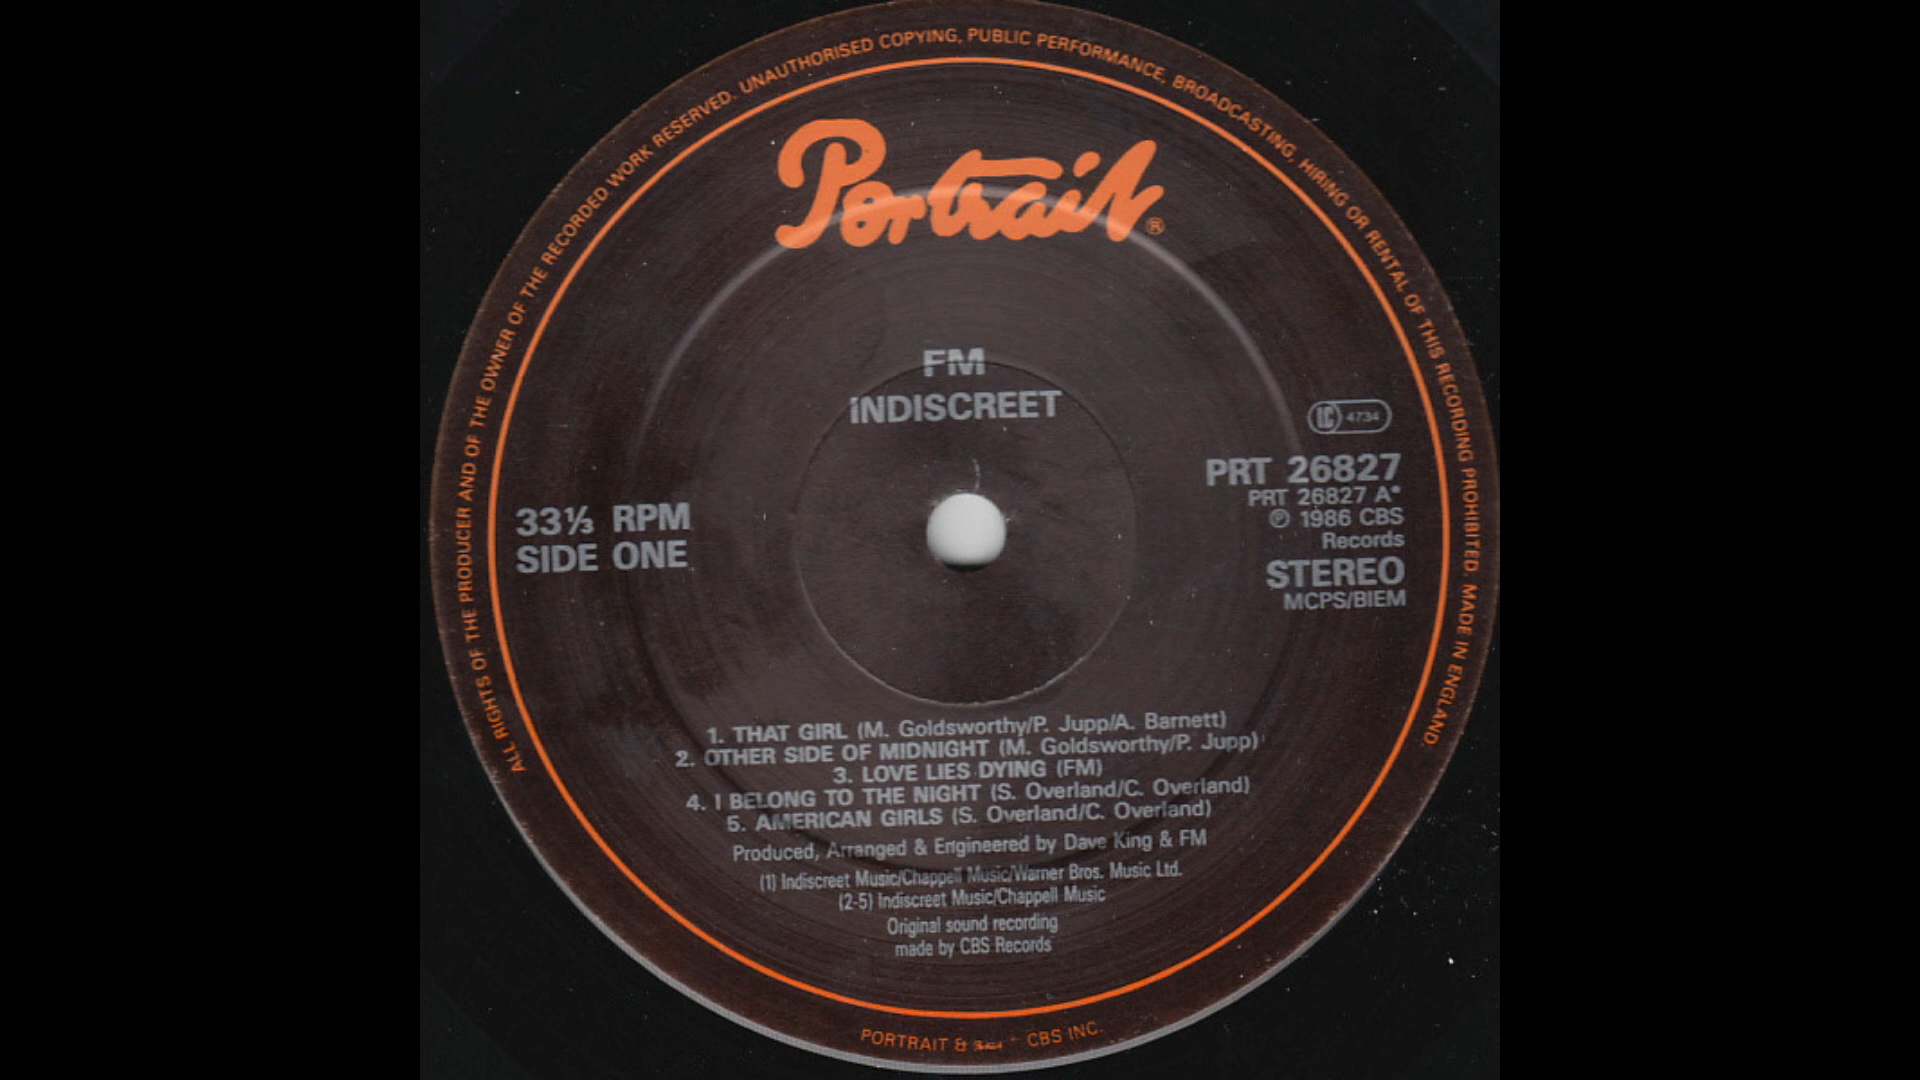 ALL RIGHTS OF THE PRODUCER AND OF THE OWNER OF THE RECORDED WORK RESERVED. UNAUTHORISED COPYING, PUBLIC PERFORMANCE, BROADCASTING, HIRING OR RENTAL OF THIS RECORDING PROHIBITED. MADE IN ENGLAND.
Portrait®
FM
INDISCREET
LC 4734
33⅓ RPM
SIDE ONE
PRT 26827
PRT 26827 A*
℗ 1986 CBS
Records
STEREO
MCPS/BIEM
1. THAT GIRL (M. Goldsworthy/P. Jupp/A. Barnett)
2. OTHER SIDE OF MIDNIGHT (M. Goldsworthy/P. Jupp)
3. LOVE LIES DYING (FM)
4. I BELONG TO THE NIGHT (S. Overland/C. Overland)
5. AMERICAN GIRLS (S. Overland/C. Overland)
Produced, Arranged & Engineered by Dave King & FM
(1) Indiscreet Music/Chappell Music/Warner Bros. Music Ltd.
(2-5) Indiscreet Music/Chappell Music
Original sound recording
made by CBS Records
PORTRAIT & CBS INC.